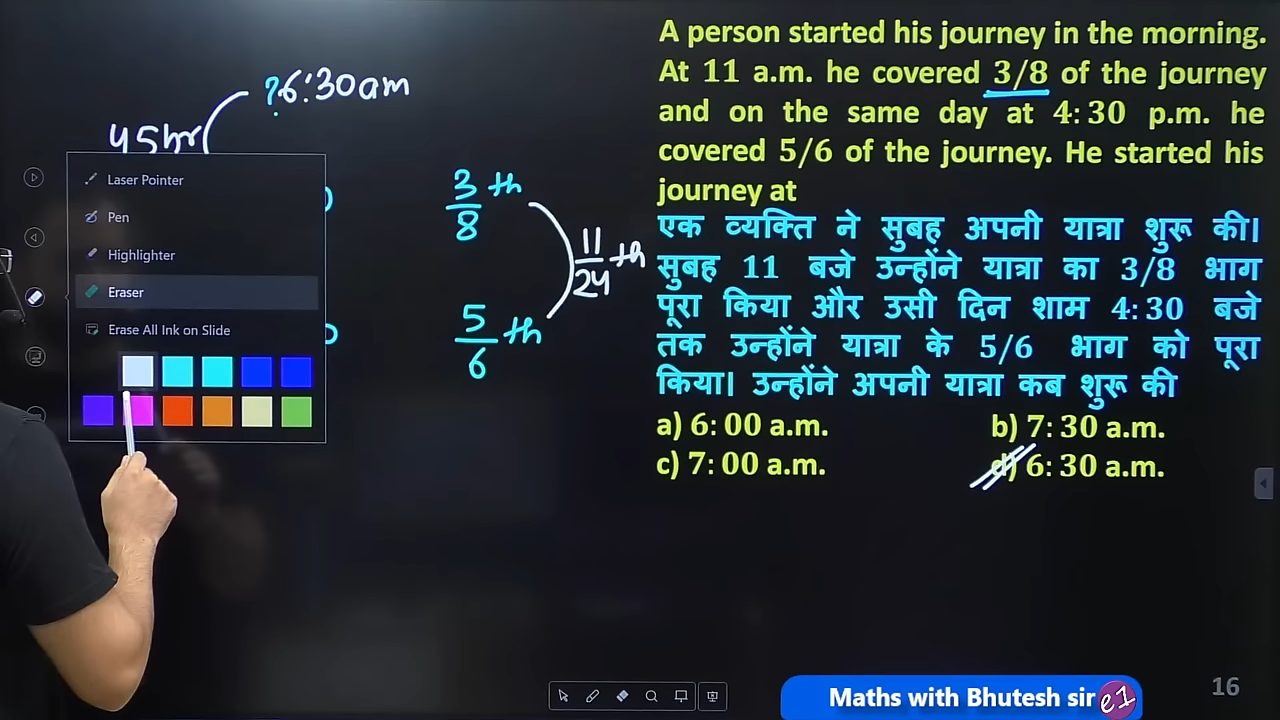 ?6:30am
45hr
Laser Pointer
Pen
Highlighter
Eraser
Erase All Ink on Slide
3/8 th
11/24 th
5/6 th
A person started his journey in the morning.
At 11 a.m. he covered 3/8 of the journey
and on the same day at 4:30 p.m. he
covered 5/6 of the journey. He started his
journey at
एक व्यक्ति ने सुबह अपनी यात्रा शुरू की।
सुबह 11 बजे उन्होंने यात्रा का 3/8 भाग
पूरा किया और उसी दिन शाम 4:30 बजे
तक उन्होंने यात्रा के 5/6 भाग को पूरा
किया। उन्होंने अपनी यात्रा कब शुरू की
a) 6:00 a.m. b) 7:30 a.m.
c) 7:00 a.m. d) 6:30 a.m.
Maths with Bhutesh sir e1
16